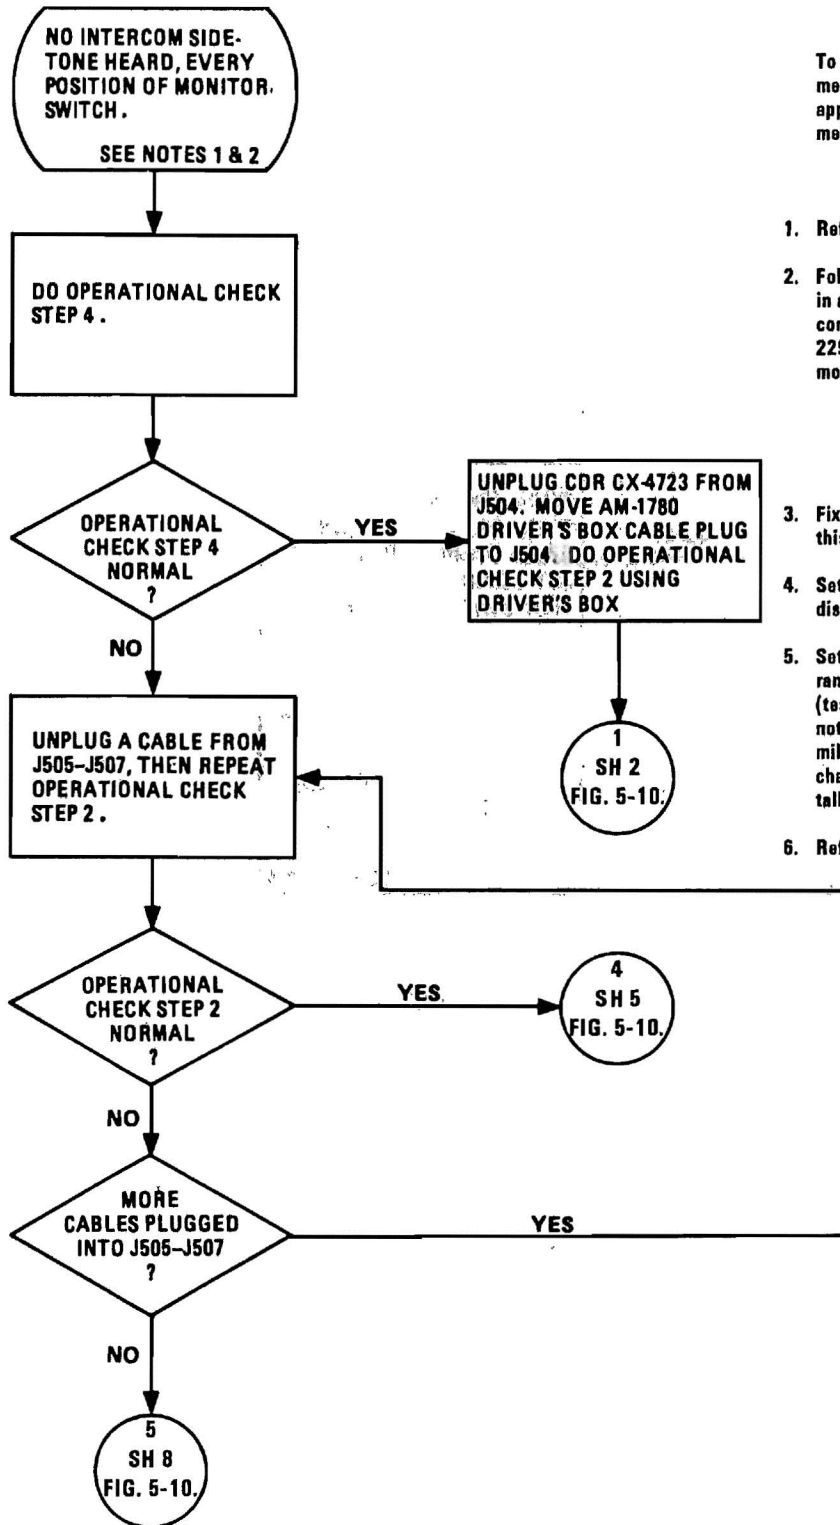 NO INTERCOM SIDE-
TONE HEARD, EVERY
POSITION OF MONITOR
SWITCH.
SEE NOTES 1 & 2
DO OPERATIONAL CHECK
STEP 4.
OPERATIONAL
CHECK STEP 4
NORMAL
?
YES
NO
UNPLUG CDR CX-4723 FROM
J504. MOVE AM-1780
DRIVER'S BOX CABLE PLUG
TO J504. DO OPERATIONAL
CHECK STEP 2 USING
DRIVER'S BOX
1
SH 2
FIG. 5-10.
UNPLUG A CABLE FROM
J505-J507, THEN REPEAT
OPERATIONAL CHECK
STEP 2.
OPERATIONAL
CHECK STEP 2
NORMAL
?
YES
4
SH 5
FIG. 5-10.
NO
MORE
CABLES PLUGGED
INTO J505-J507
?
YES
NO
5
SH 8
FIG. 5-10.
To
me
app
me
1. Ref
2. Fol
in a
con
225
mo
3. Fix
this
4. Set
dis
5. Set
ran
(te
not
mil
cha
tall
6. Ref